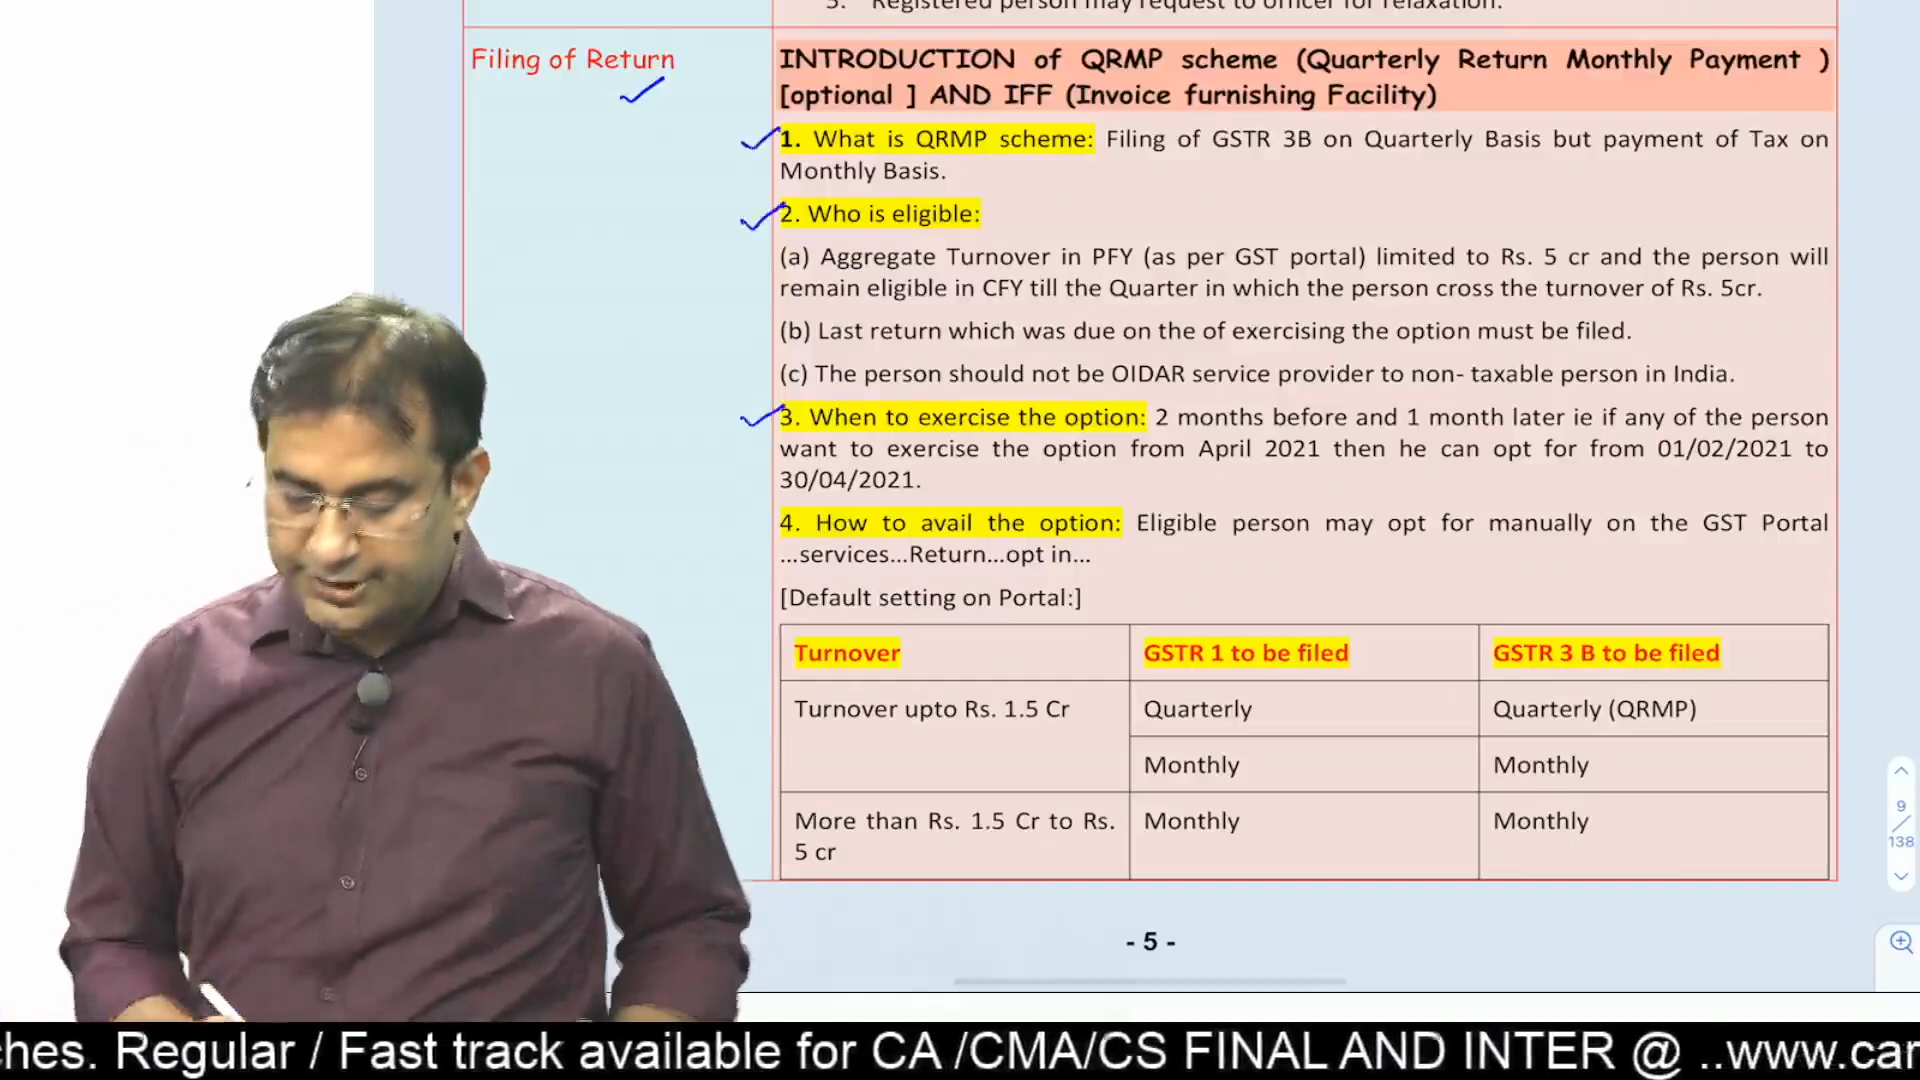 5. Registered person may request to officer for relaxation.
Filing of Return
INTRODUCTION of QRMP scheme (Quarterly Return Monthly Payment )
[optional ] AND IFF (Invoice furnishing Facility)
1. What is QRMP scheme: Filing of GSTR 3B on Quarterly Basis but payment of Tax on
Monthly Basis.
2. Who is eligible:
(a) Aggregate Turnover in PFY (as per GST portal) limited to Rs. 5 cr and the person will
remain eligible in CFY till the Quarter in which the person cross the turnover of Rs. 5cr.
(b) Last return which was due on the of exercising the option must be filed.
(c) The person should not be OIDAR service provider to non- taxable person in India.
3. When to exercise the option: 2 months before and 1 month later ie if any of the person
want to exercise the option from April 2021 then he can opt for from 01/02/2021 to
30/04/2021.
4. How to avail the option: Eligible person may opt for manually on the GST Portal
...services...Return...opt in...
[Default setting on Portal:]
Turnover GSTR 1 to be filed GSTR 3 B to be filed
Turnover upto Rs. 1.5 Cr Quarterly Quarterly (QRMP)
Monthly Monthly
More than Rs. 1.5 Cr to Rs. Monthly Monthly
5 cr
9
138
- 5 -
ches. Regular / Fast track available for CA /CMA/CS FINAL AND INTER @ ..www.car